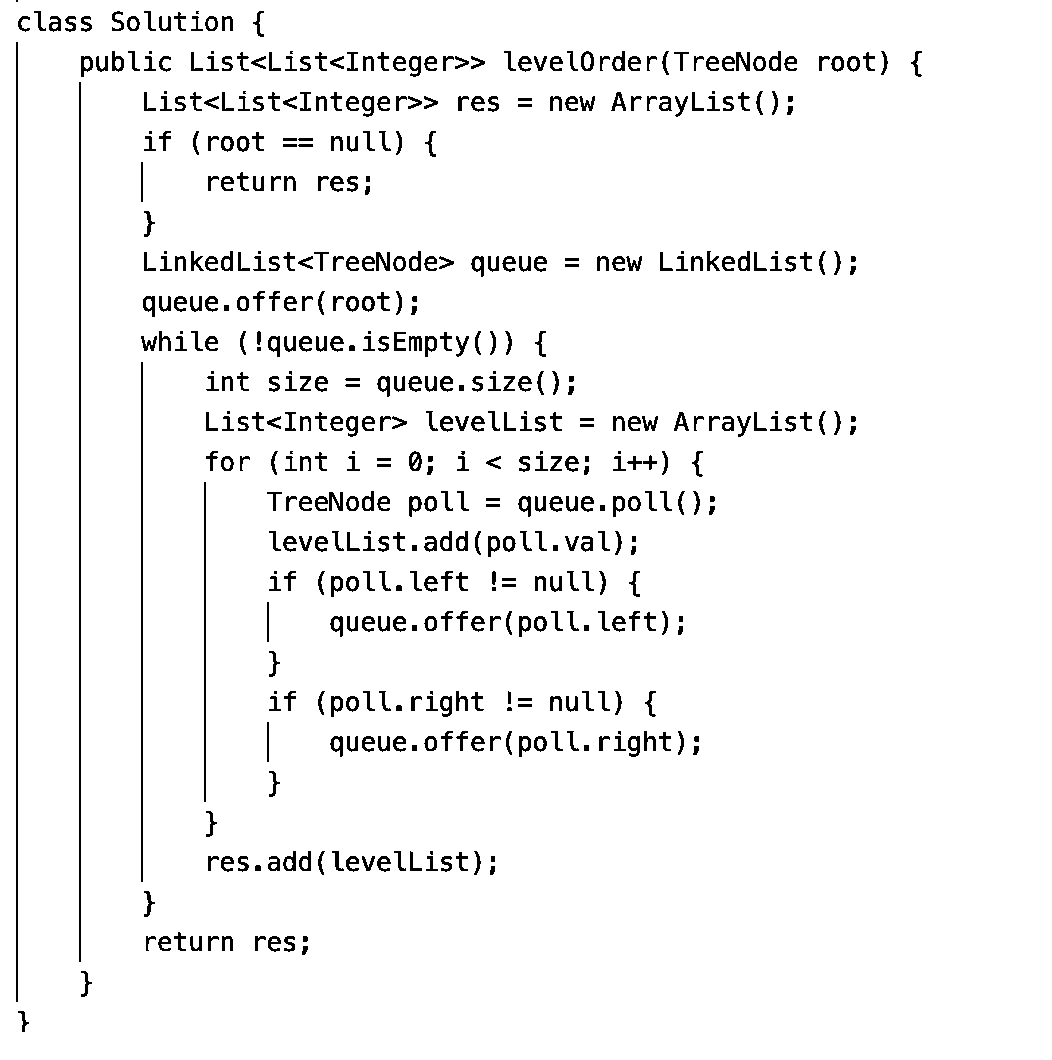 class Solution {
    public List<List<Integer>> levelOrder(TreeNode root) {
        List<List<Integer>> res = new ArrayList();
        if (root == null) {
            return res;
        }
        LinkedList<TreeNode> queue = new LinkedList();
        queue.offer(root);
        while (!queue.isEmpty()) {
            int size = queue.size();
            List<Integer> levelList = new ArrayList();
            for (int i = 0; i < size; i++) {
                TreeNode poll = queue.poll();
                levelList.add(poll.val);
                if (poll.left != null) {
                    queue.offer(poll.left);
                }
                if (poll.right != null) {
                    queue.offer(poll.right);
                }
            }
            res.add(levelList);
        }
        return res;
    }
}